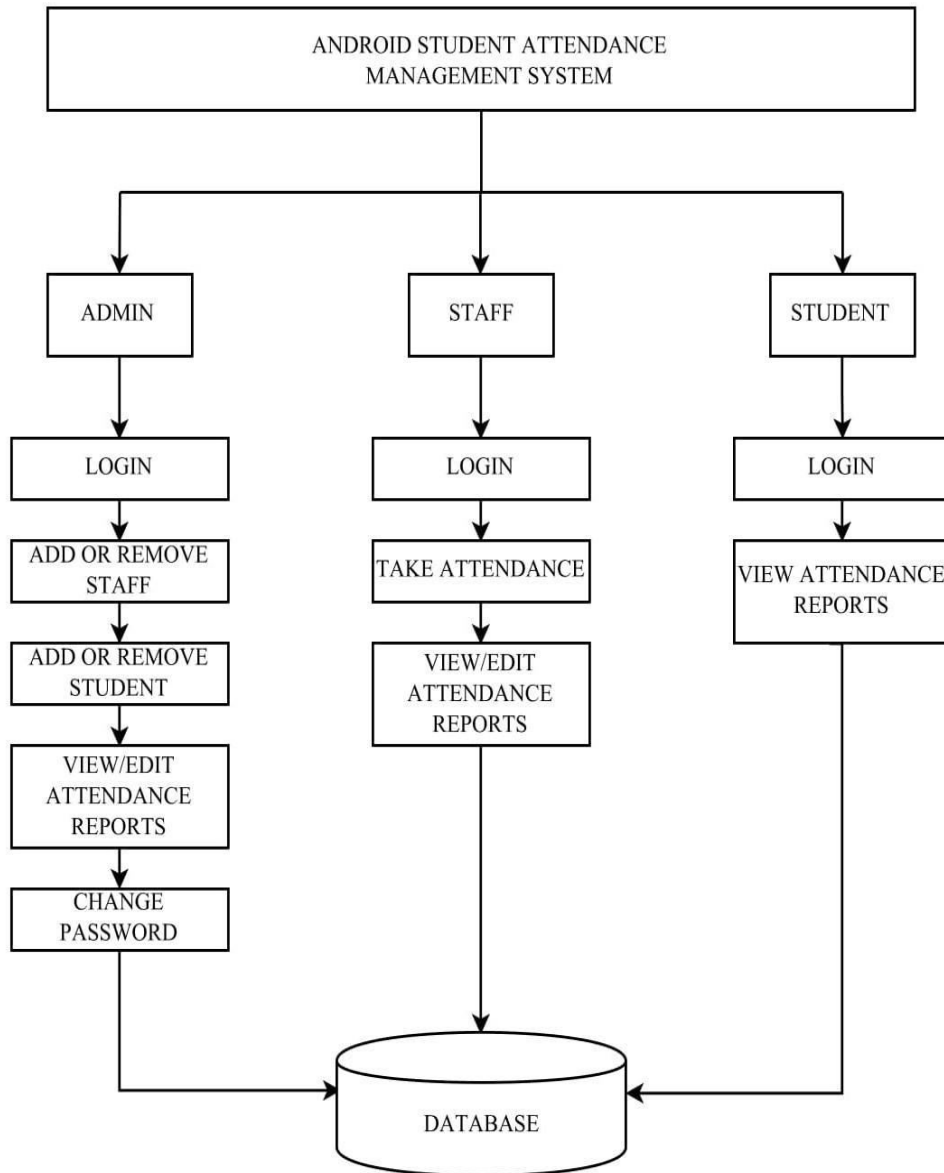 ANDROID STUDENT ATTENDANCE
MANAGEMENT SYSTEM
ADMIN
STAFF
STUDENT
LOGIN
LOGIN
LOGIN
ADD OR REMOVE
STAFF
TAKE ATTENDANCE
VIEW ATTENDANCE
REPORTS
ADD OR REMOVE
STUDENT
VIEW/EDIT
ATTENDANCE
REPORTS
VIEW/EDIT
ATTENDANCE
REPORTS
CHANGE
PASSWORD
DATABASE